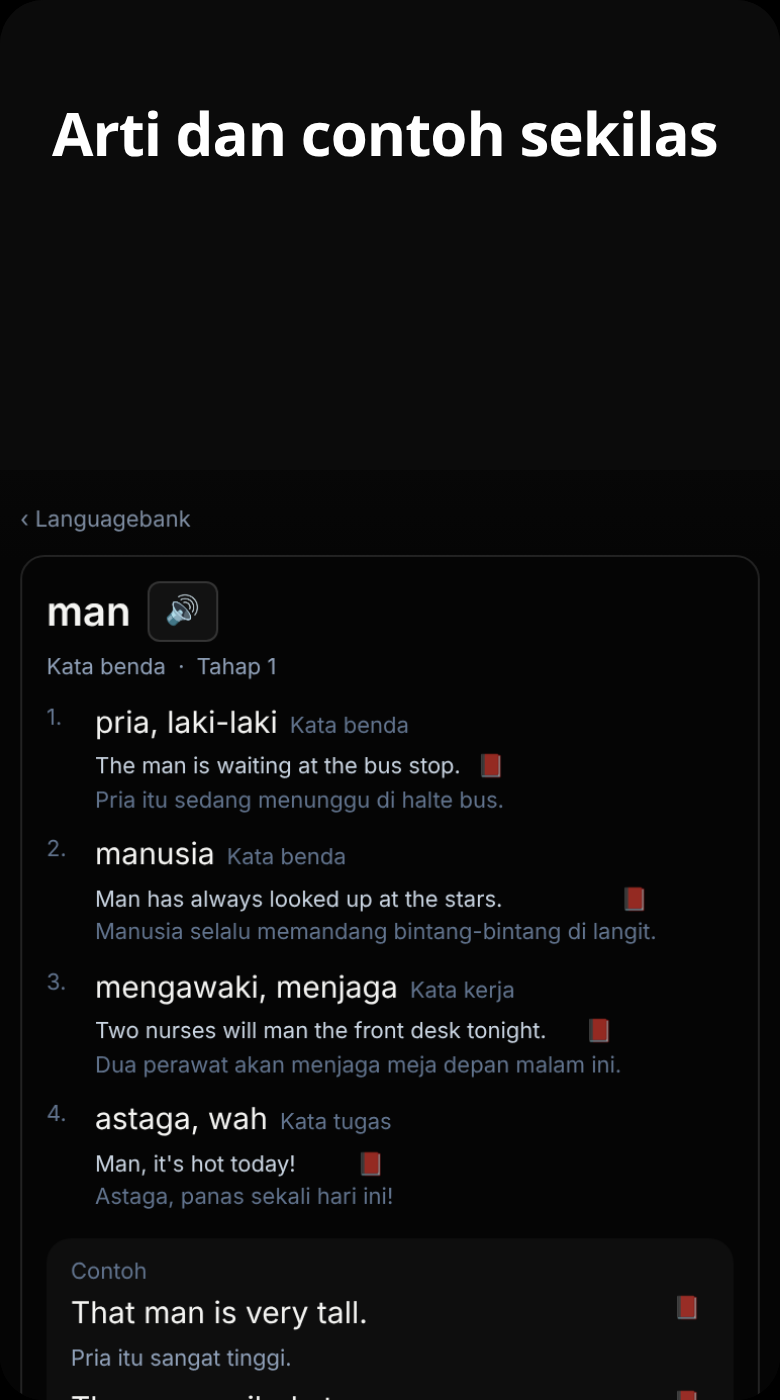 Arti dan contoh sekilas
‹ Languagebank
man
Kata benda · Tahap 1
1. pria, laki-laki Kata benda
The man is waiting at the bus stop.
Pria itu sedang menunggu di halte bus.
2. manusia Kata benda
Man has always looked up at the stars.
Manusia selalu memandang bintang-bintang di langit.
3. mengawaki, menjaga Kata kerja
Two nurses will man the front desk tonight.
Dua perawat akan menjaga meja depan malam ini.
4. astaga, wah Kata tugas
Man, it's hot today!
Astaga, panas sekali hari ini!
Contoh
That man is very tall.
Pria itu sangat tinggi.